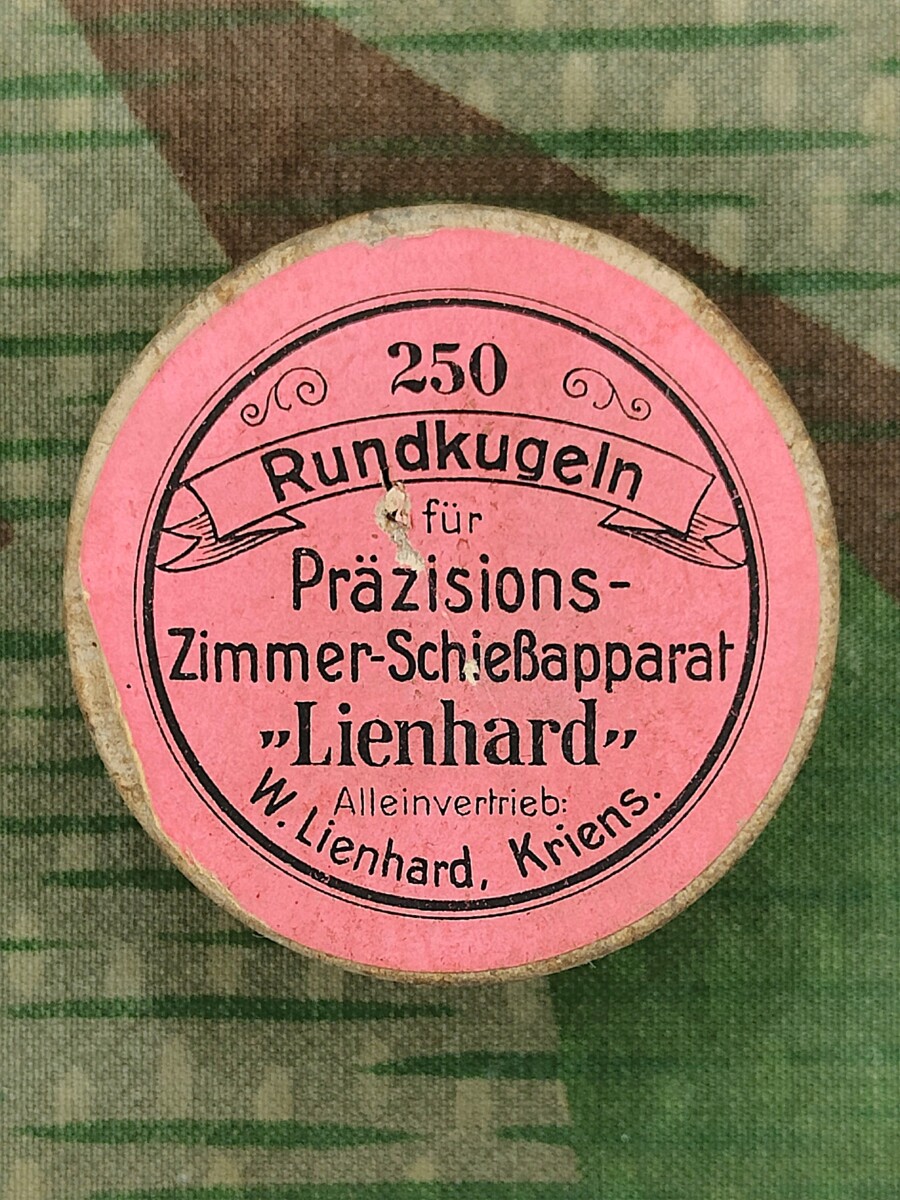 250
Rundkugeln
für
Präzisions-
Zimmer-Schießapparat
„Lienhard„
Alleinvertrieb:
W. Lienhard, Kriens.